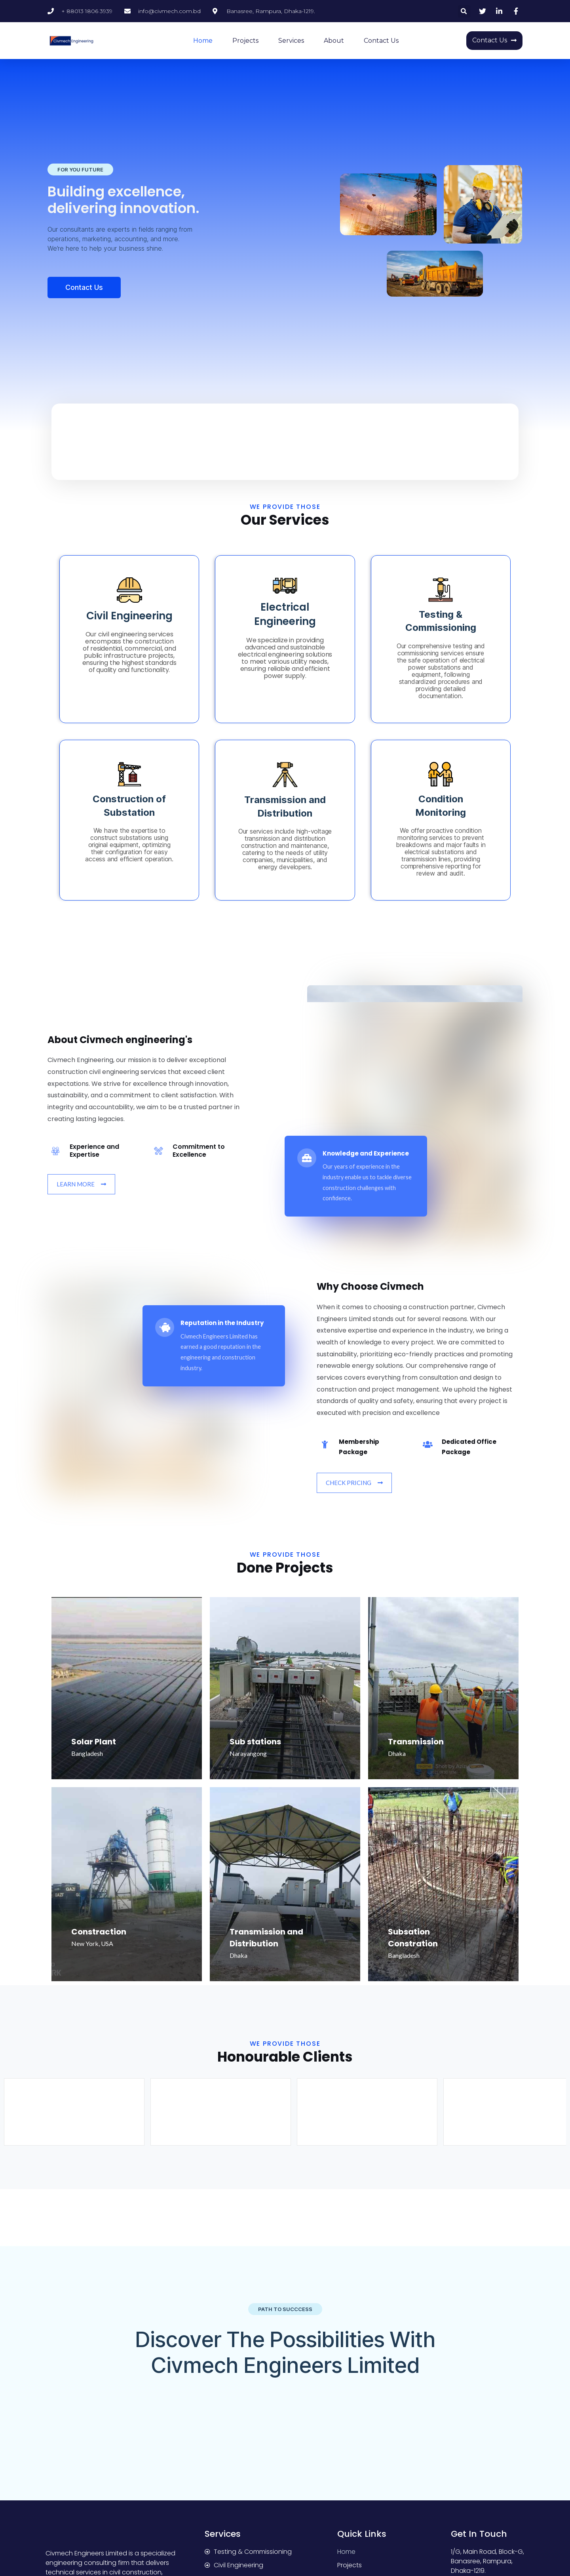 + 88013 1806 3939
info@civmech.com.bd
Banasree, Rampura, Dhaka-1219.
Civmech engineering
Home
Projects
Services
About
Contact Us
Contact Us
FOR YOU FUTURE
Building excellence,
delivering innovation.
Our consultants are experts in fields ranging from
operations, marketing, accounting, and more.
We're here to help your business shine.
Contact Us
WE PROVIDE THOSE
Our Services
Civil Engineering
Our civil engineering services
encompass the construction
of residential, commercial, and
public infrastructure projects,
ensuring the highest standards
of quality and functionality.
Electrical
Engineering
We specialize in providing
advanced and sustainable
electrical engineering solutions
to meet various utility needs,
ensuring reliable and efficient
power supply.
Testing &
Commissioning
Our comprehensive testing and
commissioning services ensure
the safe operation of electrical
power substations and
equipment, following
standardized procedures and
providing detailed
documentation.
Construction of
Substation
We have the expertise to
construct substations using
original equipment, optimizing
their configuration for easy
access and efficient operation.
Transmission and
Distribution
Our services include high-voltage
transmission and distribution
construction and maintenance,
catering to the needs of utility
companies, municipalities, and
energy developers.
Condition
Monitoring
We offer proactive condition
monitoring services to prevent
breakdowns and major faults in
electrical substations and
transmission lines, providing
comprehensive reporting for
review and audit.
About Civmech engineering's
Civmech Engineering, our mission is to deliver exceptional
construction civil engineering services that exceed client
expectations. We strive for excellence through innovation,
sustainability, and a commitment to client satisfaction. With
integrity and accountability, we aim to be a trusted partner in
creating lasting legacies.
Experience and
Expertise
Commitment to
Excellence
LEARN MORE
Knowledge and Experience
Our years of experience in the
industry enable us to tackle diverse
construction challenges with
confidence.
Reputation in the Industry
Civmech Engineers Limited has
earned a good reputation in the
engineering and construction
industry.
Why Choose Civmech
When it comes to choosing a construction partner, Civmech
Engineers Limited stands out for several reasons. With our
extensive expertise and experience in the industry, we bring a
wealth of knowledge to every project. We are committed to
sustainability, prioritizing eco-friendly practices and promoting
renewable energy solutions. Our comprehensive range of
services covers everything from consultation and design to
construction and project management. We uphold the highest
standards of quality and safety, ensuring that every project is
executed with precision and excellence
Membership
Package
Dedicated Office
Package
CHECK PRICING
WE PROVIDE THOSE
Done Projects
Solar Plant
Bangladesh
Sub stations
Narayangong
Transmission
Dhaka
Constraction
New York, USA
Transmission and
Distribution
Dhaka
Subsation
Constration
Bangladesh
WE PROVIDE THOSE
Honourable Clients
PATH TO SUCCCESS
Discover The Possibilities With
Civmech Engineers Limited
Civmech Engineers Limited is a specialized
engineering consulting firm that delivers
technical services in civil construction,
Services
Testing & Commissioning
Civil Engineering
Quick Links
Home
Projects
Get In Touch
1/G, Main Road, Block-G,
Banasree, Rampura,
Dhaka-1219.